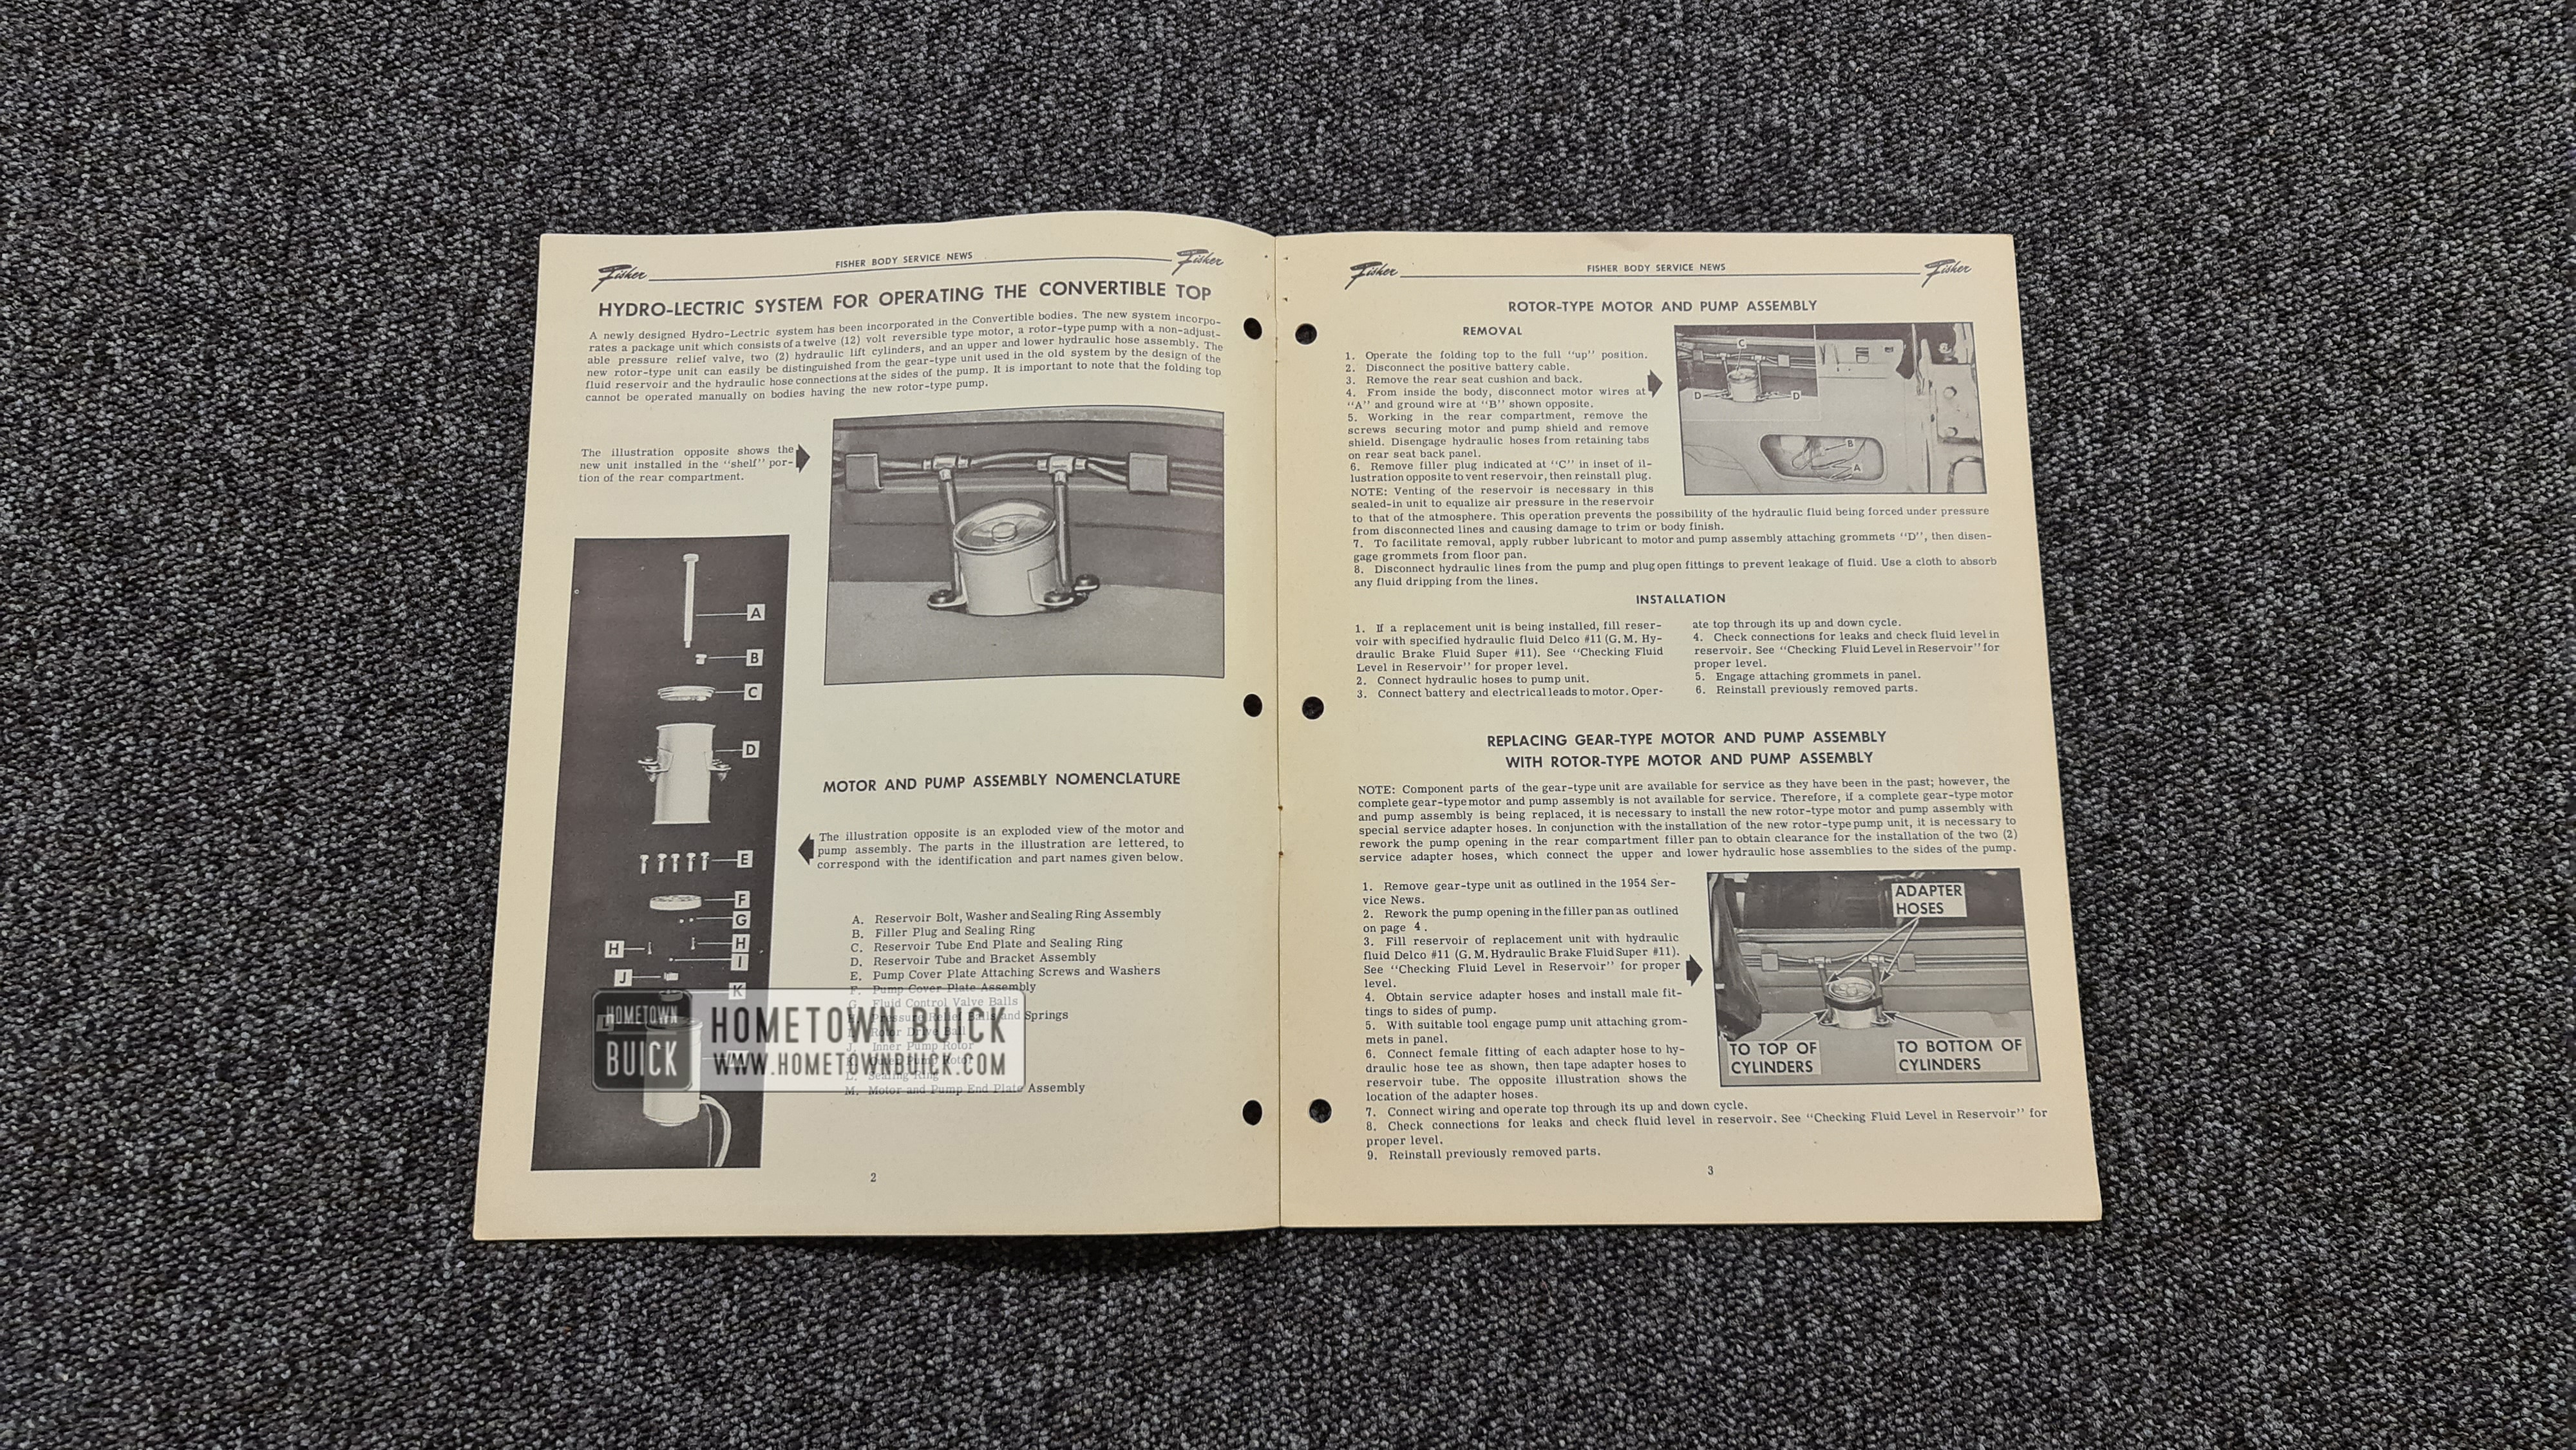 Fisher FISHER BODY SERVICE NEWS Fisher
HYDRO-LECTRIC SYSTEM FOR OPERATING THE CONVERTIBLE TOP
A newly designed Hydro-Lectric system has been incorporated in the Convertible bodies. The new system incorpo-
rates a package unit which consists of a twelve (12) volt reversible type motor, a rotor-type pump with a non-adjust-
able pressure relief valve, two (2) hydraulic lift cylinders, and an upper and lower hydraulic hose assembly. The
new rotor-type unit can easily be distinguished from the gear-type unit used in the old system by the design of the
fluid reservoir and the hydraulic hose connections at the sides of the pump. It is important to note that the folding top
cannot be operated manually on bodies having the new rotor-type pump.
The illustration opposite shows the
new unit installed in the "shelf" por-
tion of the rear compartment.
A
B
C
D
E
F
G
H
H
I
J
K
L
M
MOTOR AND PUMP ASSEMBLY NOMENCLATURE
The illustration opposite is an exploded view of the motor and
pump assembly. The parts in the illustration are lettered, to
correspond with the identification and part names given below.
A. Reservoir Bolt, Washer and Sealing Ring Assembly
B. Filler Plug and Sealing Ring
C. Reservoir Tube End Plate and Sealing Ring
D. Reservoir Tube and Bracket Assembly
E. Pump Cover Plate Attaching Screws and Washers
F. Pump Cover Plate Assembly
G. Fluid Control Valve Balls
Pressure Relief Balls and Springs
Rotor Drive Ball
J. Inner Pump Rotor
L. Sealing Ring
M. Motor and Pump End Plate Assembly
HOMETOWN
BUICK
HOMETOWN BUICK
WWW.HOMETOWNBUICK.COM
2
Fisher FISHER BODY SERVICE NEWS Fisher
ROTOR-TYPE MOTOR AND PUMP ASSEMBLY
REMOVAL
1. Operate the folding top to the full "up" position.
2. Disconnect the positive battery cable.
3. Remove the rear seat cushion and back.
4. From inside the body, disconnect motor wires at
"A" and ground wire at "B" shown opposite.
5. Working in the rear compartment, remove the
screws securing motor and pump shield and remove
shield. Disengage hydraulic hoses from retaining tabs
on rear seat back panel.
6. Remove filler plug indicated at "C" in inset of il-
lustration opposite to vent reservoir, then reinstall plug.
NOTE: Venting of the reservoir is necessary in this
sealed-in unit to equalize air pressure in the reservoir
to that of the atmosphere. This operation prevents the possibility of the hydraulic fluid being forced under pressure
from disconnected lines and causing damage to trim or body finish.
7. To facilitate removal, apply rubber lubricant to motor and pump assembly attaching grommets "D", then disen-
gage grommets from floor pan.
8. Disconnect hydraulic lines from the pump and plug open fittings to prevent leakage of fluid. Use a cloth to absorb
any fluid dripping from the lines.
C
D
D
B
A
INSTALLATION
1. If a replacement unit is being installed, fill reser-
voir with specified hydraulic fluid Delco #11 (G. M. Hy-
draulic Brake Fluid Super #11). See "Checking Fluid
Level in Reservoir" for proper level.
2. Connect hydraulic hoses to pump unit.
3. Connect battery and electrical leads to motor. Oper-
ate top through its up and down cycle.
4. Check connections for leaks and check fluid level in
reservoir. See "Checking Fluid Level in Reservoir" for
proper level.
5. Engage attaching grommets in panel.
6. Reinstall previously removed parts.
REPLACING GEAR-TYPE MOTOR AND PUMP ASSEMBLY
WITH ROTOR-TYPE MOTOR AND PUMP ASSEMBLY
NOTE: Component parts of the gear-type unit are available for service as they have been in the past; however, the
complete gear-type motor and pump assembly is not available for service. Therefore, if a complete gear-type motor
and pump assembly is being replaced, it is necessary to install the new rotor-type motor and pump assembly with
special service adapter hoses. In conjunction with the installation of the new rotor-type pump unit, it is necessary to
rework the pump opening in the rear compartment filler pan to obtain clearance for the installation of the two (2)
service adapter hoses, which connect the upper and lower hydraulic hose assemblies to the sides of the pump.
1. Remove gear-type unit as outlined in the 1954 Ser-
vice News.
2. Rework the pump opening in the filler pan as outlined
on page 4.
3. Fill reservoir of replacement unit with hydraulic
fluid Delco #11 (G. M. Hydraulic Brake Fluid Super #11).
See "Checking Fluid Level in Reservoir" for proper
level.
4. Obtain service adapter hoses and install male fit-
tings to sides of pump.
5. With suitable tool engage pump unit attaching grom-
mets in panel.
6. Connect female fitting of each adapter hose to hy-
draulic hose tee as shown, then tape adapter hoses to
reservoir tube. The opposite illustration shows the
location of the adapter hoses.
7. Connect wiring and operate top through its up and down cycle.
8. Check connections for leaks and check fluid level in reservoir. See "Checking Fluid Level in Reservoir" for
proper level.
9. Reinstall previously removed parts.
ADAPTER
HOSES
TO TOP OF
CYLINDERS
TO BOTTOM OF
CYLINDERS
3